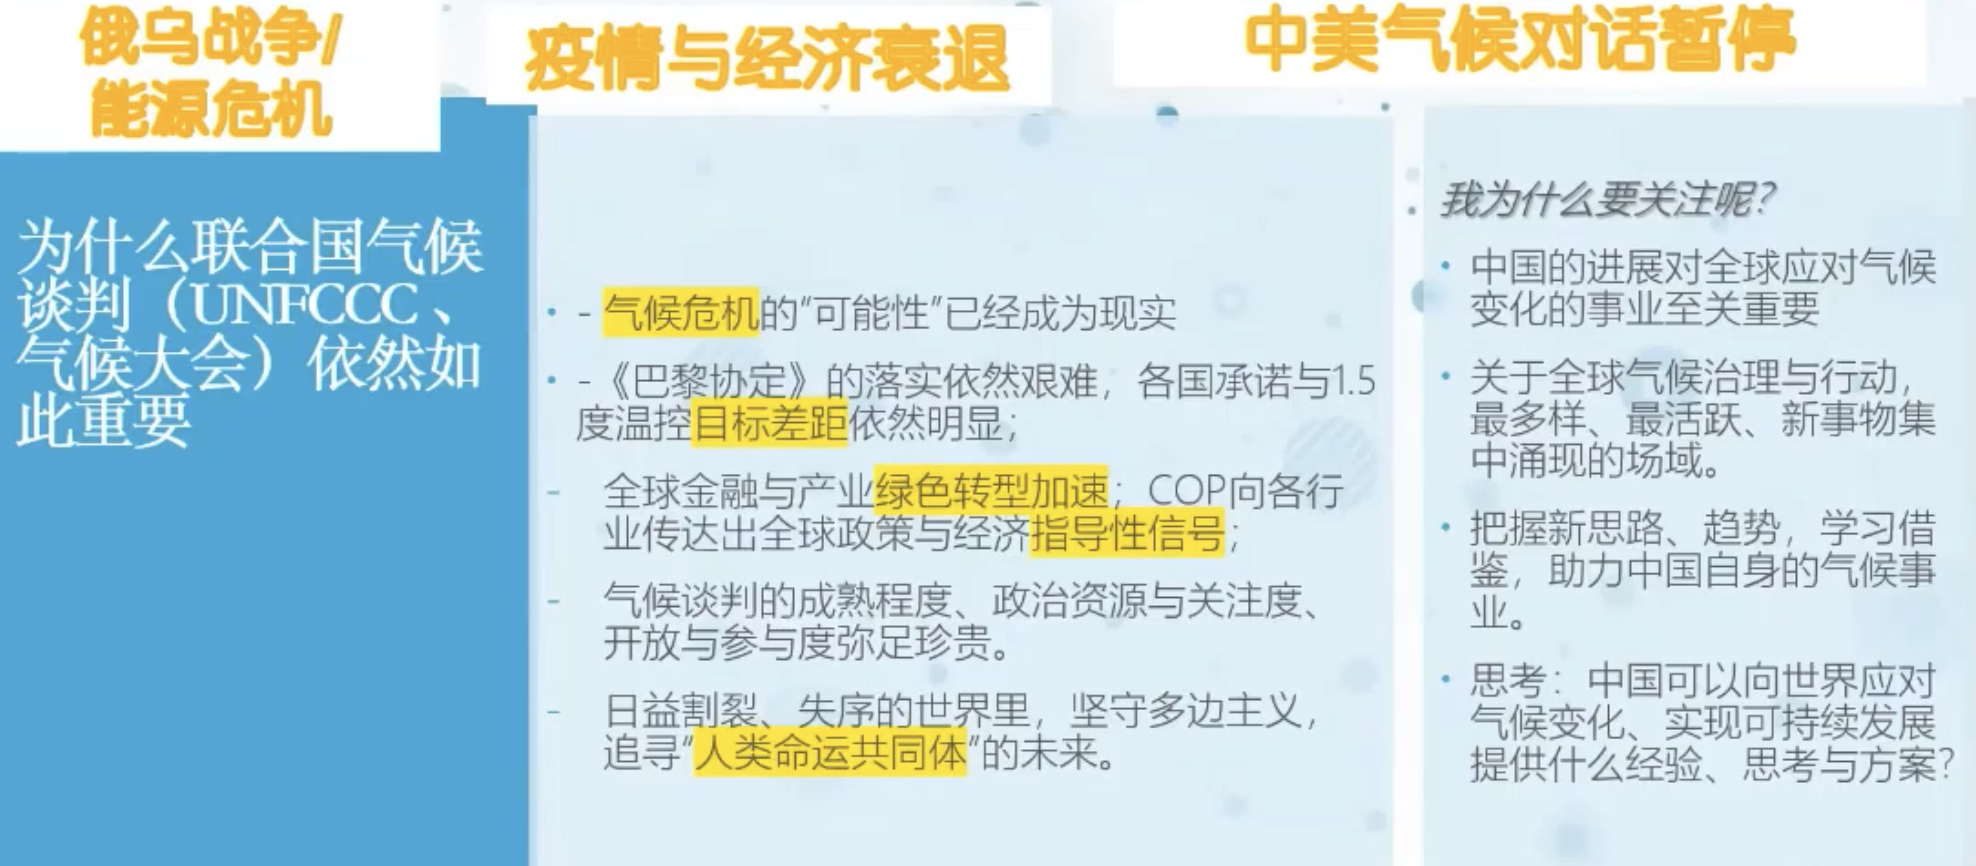 俄乌战争/
能源危机
疫情与经济衰退
中美气候对话暂停
为什么联合国气候
谈判（UNFCCC、
气候大会）依然如
此重要
• - 气候危机的“可能性”已经成为现实
• -《巴黎协定》的落实依然艰难，各国承诺与1.5
度温控目标差距依然明显；
- 全球金融与产业绿色转型加速；COP向各行
业传达出全球政策与经济指导性信号；
- 气候谈判的成熟程度、政治资源与关注度、
开放与参与度弥足珍贵。
- 日益割裂、失序的世界里，坚守多边主义，
追寻“人类命运共同体”的未来。
我为什么要关注呢？
• 中国的进展对全球应对气候
变化的事业至关重要
• 关于全球气候治理与行动，
最多样、最活跃、新事物集
中涌现的场域。
• 把握新思路、趋势，学习借
鉴，助力中国自身的气候事
业。
• 思考：中国可以向世界应对
气候变化、实现可持续发展
提供什么经验、思考与方案？